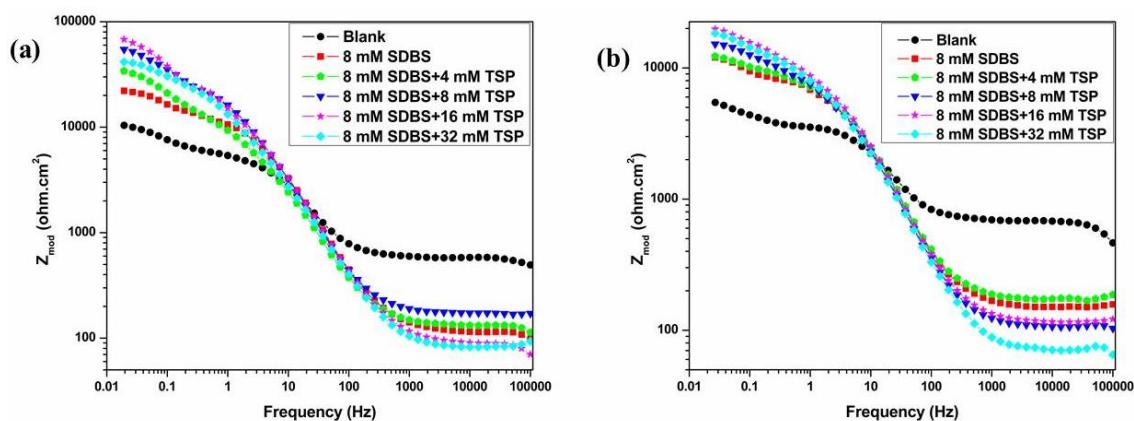 (a)
100000
10000
1000
100
Z mod (ohm.cm²)
Blank
8 mM SDBS
8 mM SDBS+4 mM TSP
8 mM SDBS+8 mM TSP
8 mM SDBS+16 mM TSP
8 mM SDBS+32 mM TSP
0.01 0.1 1 10 100 1000 10000 100000
Frequency (Hz)
(b)
10000
1000
100
Z mod (ohm.cm²)
Blank
8 mM SDBS
8 mM SDBS+4 mM TSP
8 mM SDBS+8 mM TSP
8 mM SDBS+16 mM TSP
8 mM SDBS+32 mM TSP
0.01 0.1 1 10 100 1000 10000 100000
Frequency (Hz)